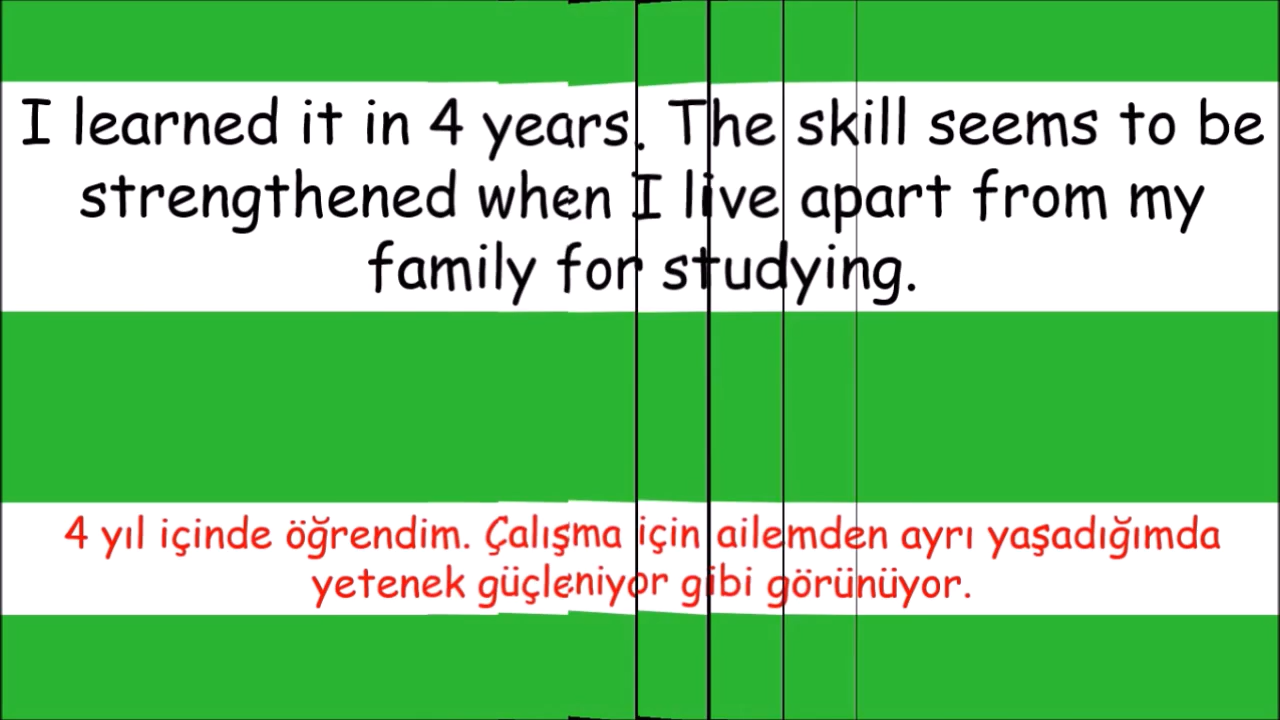 I learned it in 4 years. The skill seems to be
strengthened when I live apart from my
family for studying.
4 yıl içinde öğrendim. Çalışma için ailemden ayrı yaşadığımda
yetenek güçleniyor gibi görünüyor.